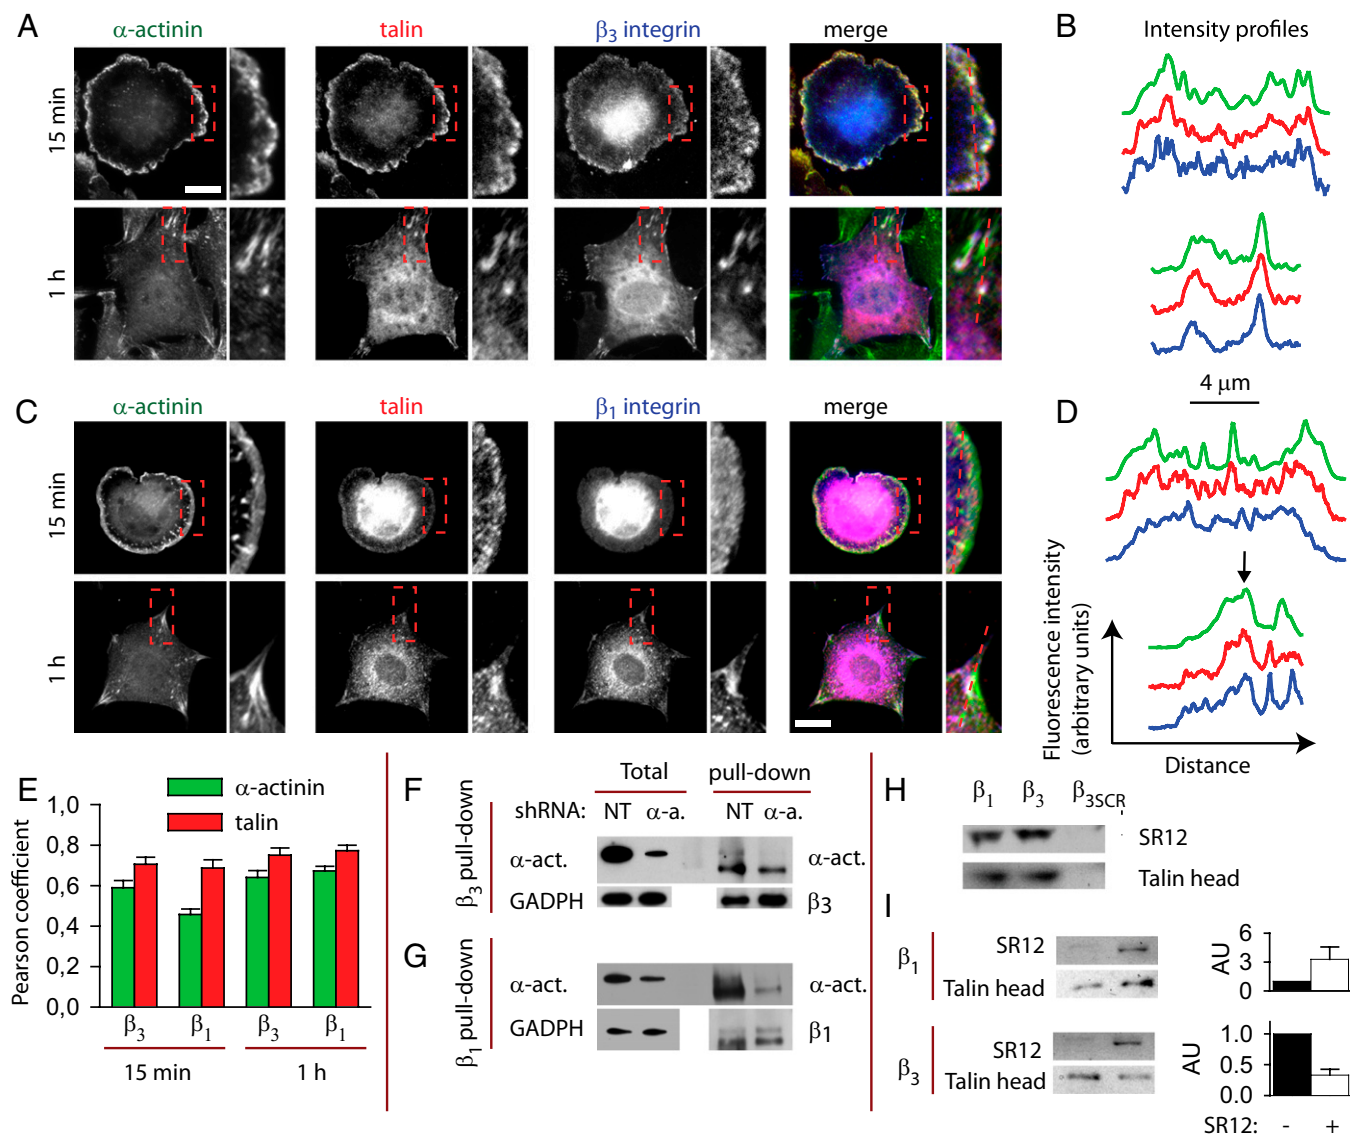 A
α-actinin
talin
β3 integrin
merge
15 min
1 h
B
Intensity profiles
4 μm
C
α-actinin
talin
β1 integrin
merge
15 min
1 h
D
Fluorescence intensity
(arbitrary units)
Distance
E
α-actinin
talin
Pearson coefficient
1,0
0,8
0,6
0,4
0,2
0,0
β3
β1
β3
β1
15 min
1 h
F
Total
pull-down
shRNA:
NT
α-a.
NT
α-a.
β3 pull-down
α-act.
α-act.
GADPH
β3
G
β1 pull-down
α-act.
α-act.
GADPH
β1
H
β1
β3
β3SCR
SR12
Talin head
I
β1
SR12
Talin head
AU
6
3
0
β3
SR12
Talin head
AU
1.0
0.5
0.0
SR12:
-
+